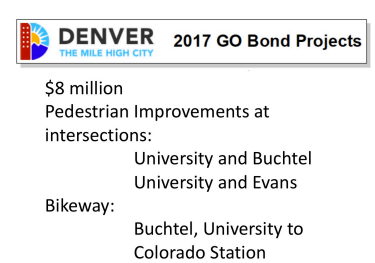 DENVER
THE MILE HIGH CITY
2017 GO Bond Projects
$8 million
Pedestrian Improvements at
intersections:
University and Buchtel
University and Evans
Bikeway:
Buchtel, University to
Colorado Station